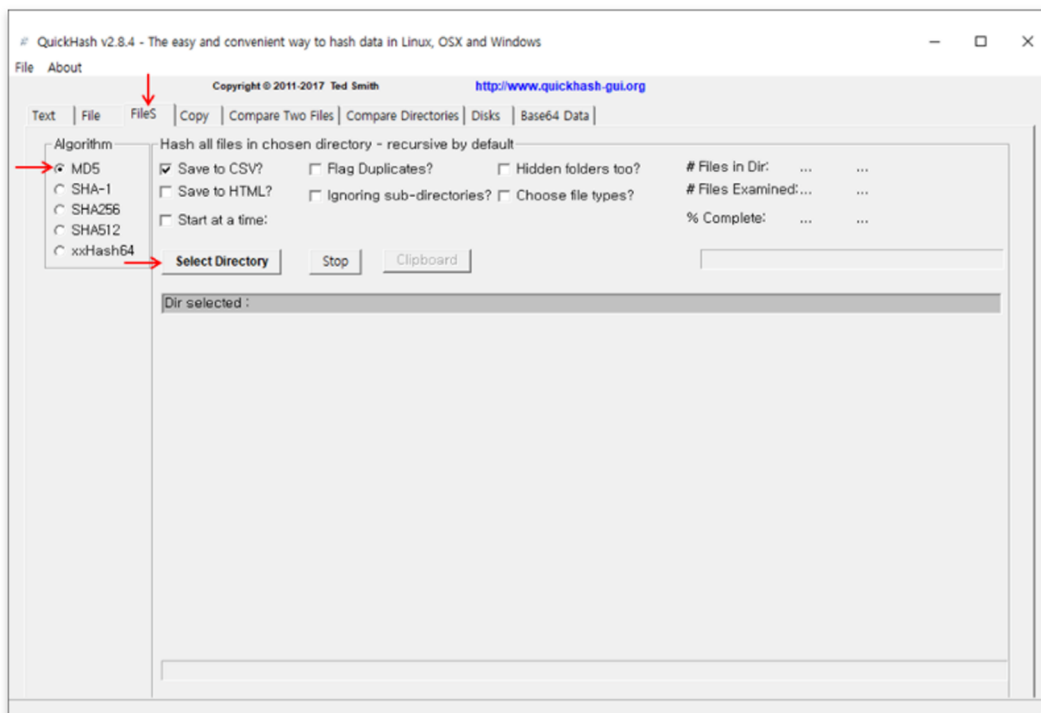 # QuickHash v2.8.4 - The easy and convenient way to hash data in Linux, OSX and Windows
File About
Copyright © 2011-2017 Ted Smith http://www.quickhash-gui.org
Text File FileS Copy Compare Two Files Compare Directories Disks Base64 Data
Algorithm
MD5
SHA-1
SHA256
SHA512
xxHash64
Hash all files in chosen directory - recursive by default
Save to CSV? Flag Duplicates? Hidden folders too? # Files in Dir: ... ...
Save to HTML? Ignoring sub-directories? Choose file types? # Files Examined:... ...
Start at a time: % Complete: ... ...
Select Directory Stop Clipboard
Dir selected :